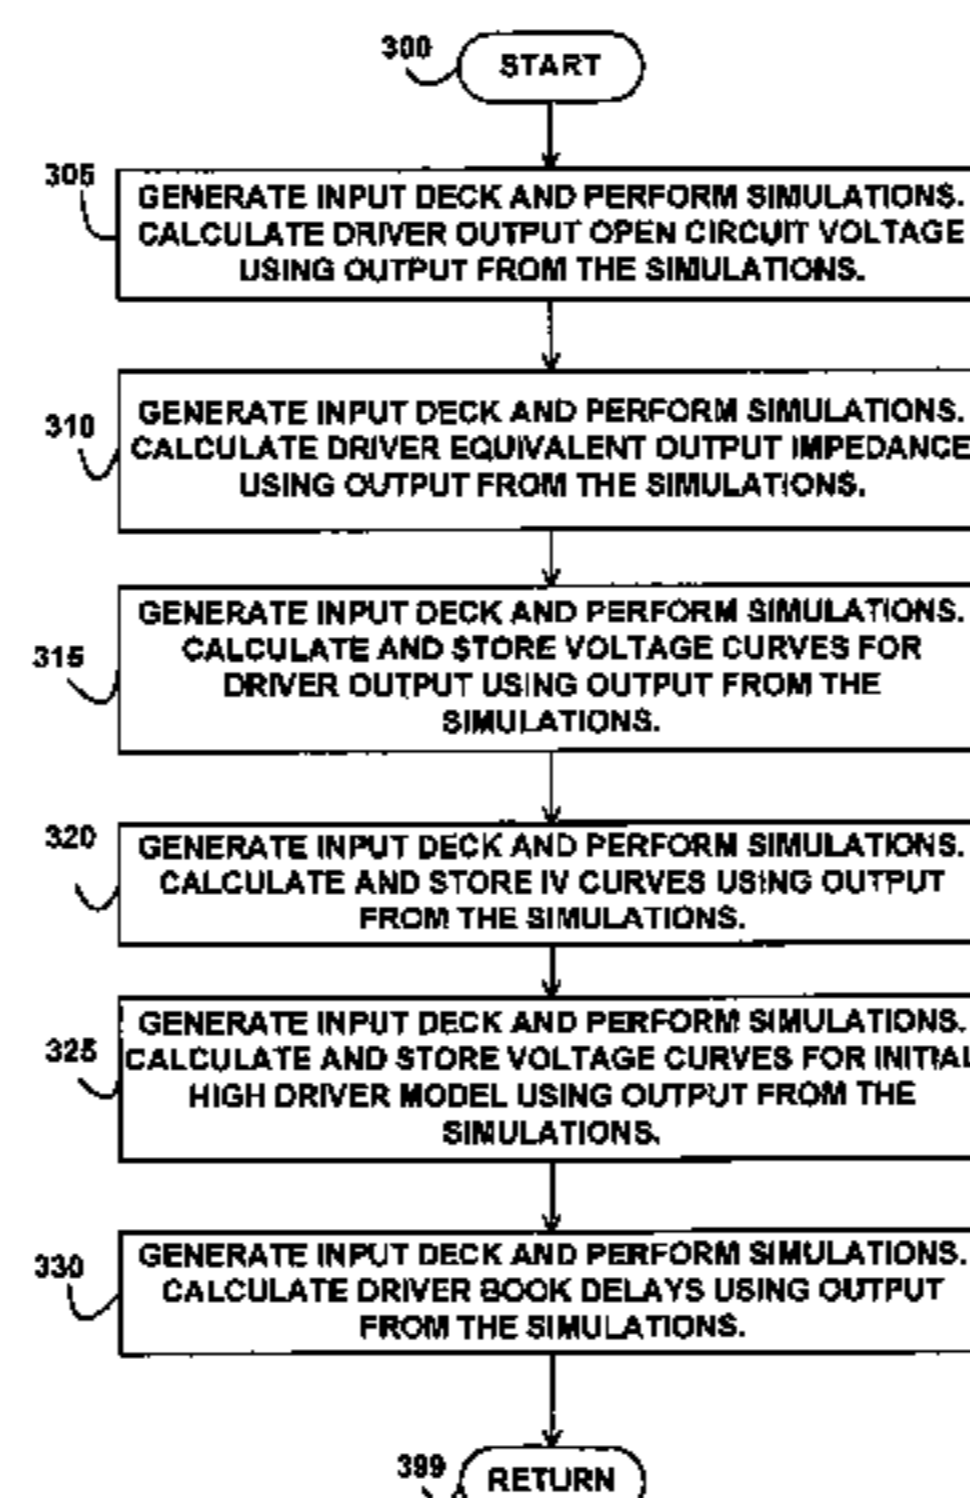 300
START
305
GENERATE INPUT DECK AND PERFORM SIMULATIONS.
CALCULATE DRIVER OUTPUT OPEN CIRCUIT VOLTAGE
USING OUTPUT FROM THE SIMULATIONS.
310
GENERATE INPUT DECK AND PERFORM SIMULATIONS.
CALCULATE DRIVER EQUIVALENT OUTPUT IMPEDANCE
USING OUTPUT FROM THE SIMULATIONS.
315
GENERATE INPUT DECK AND PERFORM SIMULATIONS.
CALCULATE AND STORE VOLTAGE CURVES FOR
DRIVER OUTPUT USING OUTPUT FROM THE
SIMULATIONS.
320
GENERATE INPUT DECK AND PERFORM SIMULATIONS.
CALCULATE AND STORE IV CURVES USING OUTPUT
FROM THE SIMULATIONS.
325
GENERATE INPUT DECK AND PERFORM SIMULATIONS.
CALCULATE AND STORE VOLTAGE CURVES FOR INITIAL
HIGH DRIVER MODEL USING OUTPUT FROM THE
SIMULATIONS.
330
GENERATE INPUT DECK AND PERFORM SIMULATIONS.
CALCULATE DRIVER BOOK DELAYS USING OUTPUT
FROM THE SIMULATIONS.
399
RETURN